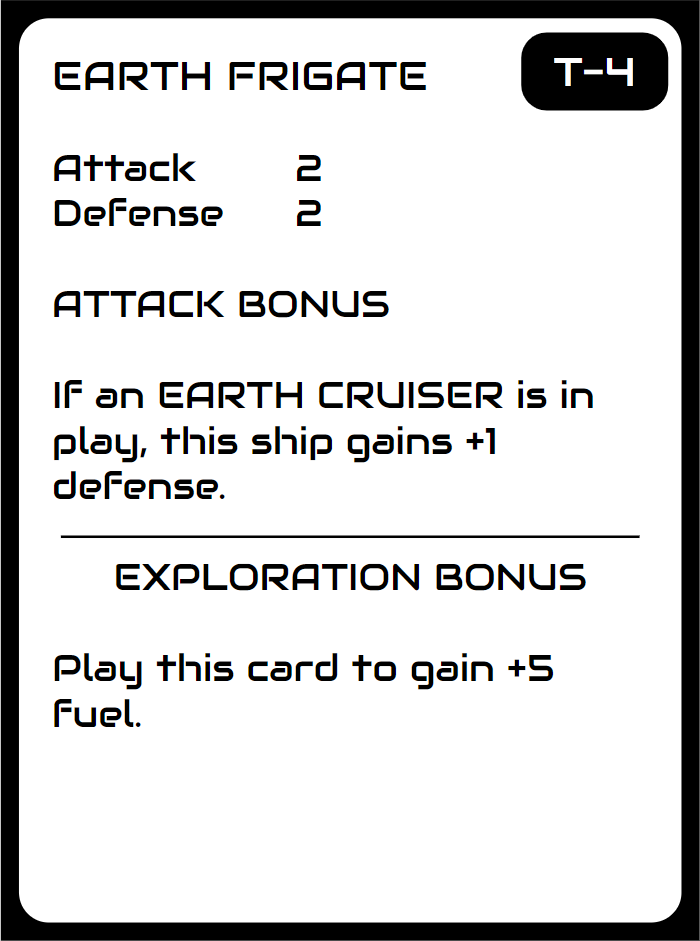 EARTH FRIGATE
T-4
Attack 2
Defense 2
ATTACK BONUS
If an EARTH CRUISER is in
play, this ship gains +1
defense.
EXPLORATION BONUS
Play this card to gain +5
fuel.